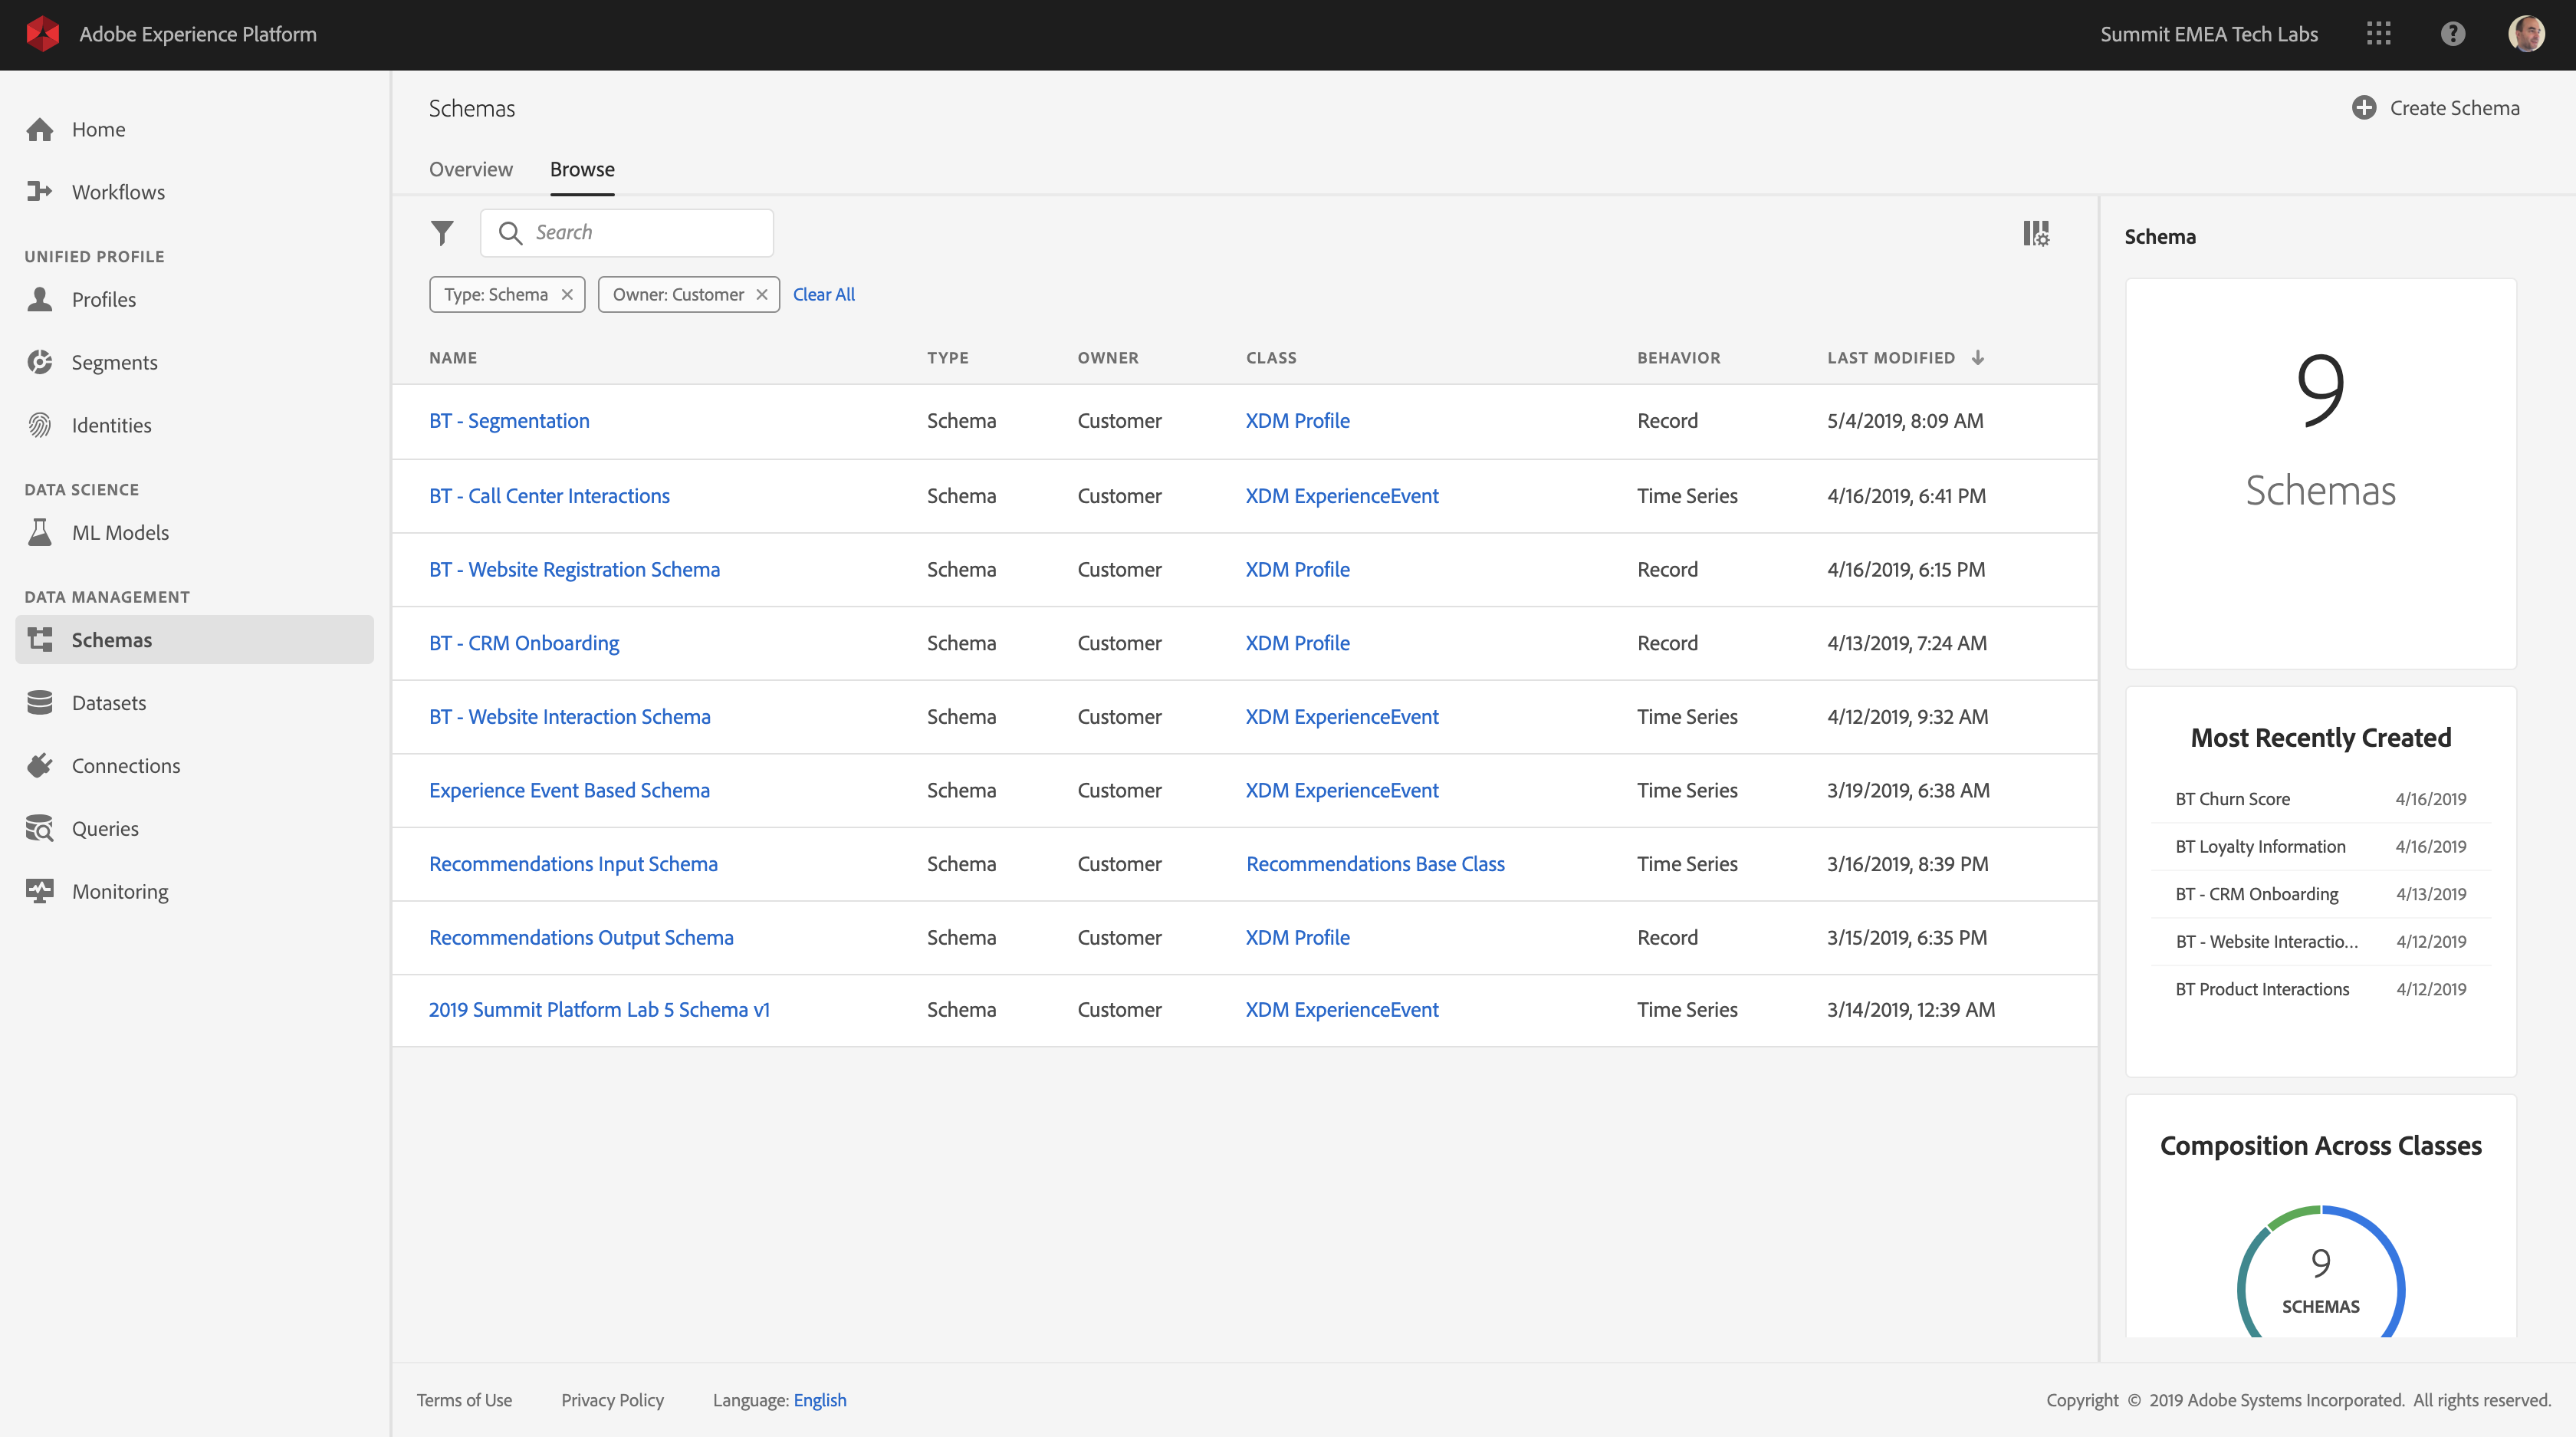 Adobe Experience Platform
Summit EMEA Tech Labs
Home
Workflows
UNIFIED PROFILE
Profiles
Segments
Identities
DATA SCIENCE
ML Models
DATA MANAGEMENT
Schemas
Datasets
Connections
Queries
Monitoring
Schemas
Create Schema
Overview Browse
Search
Type: Schema Owner: Customer Clear All
NAME TYPE OWNER CLASS BEHAVIOR LAST MODIFIED
BT - Segmentation Schema Customer XDM Profile Record 5/4/2019, 8:09 AM
BT - Call Center Interactions Schema Customer XDM ExperienceEvent Time Series 4/16/2019, 6:41 PM
BT - Website Registration Schema Schema Customer XDM Profile Record 4/16/2019, 6:15 PM
BT - CRM Onboarding Schema Customer XDM Profile Record 4/13/2019, 7:24 AM
BT - Website Interaction Schema Schema Customer XDM ExperienceEvent Time Series 4/12/2019, 9:32 AM
Experience Event Based Schema Schema Customer XDM ExperienceEvent Time Series 3/19/2019, 6:38 AM
Recommendations Input Schema Schema Customer Recommendations Base Class Time Series 3/16/2019, 8:39 PM
Recommendations Output Schema Schema Customer XDM Profile Record 3/15/2019, 6:35 PM
2019 Summit Platform Lab 5 Schema v1 Schema Customer XDM ExperienceEvent Time Series 3/14/2019, 12:39 AM
Schema
9
Schemas
Most Recently Created
BT Churn Score 4/16/2019
BT Loyalty Information 4/16/2019
BT - CRM Onboarding 4/13/2019
BT - Website Interactio... 4/12/2019
BT Product Interactions 4/12/2019
Composition Across Classes
9
SCHEMAS
Terms of Use Privacy Policy Language: English
Copyright © 2019 Adobe Systems Incorporated. All rights reserved.